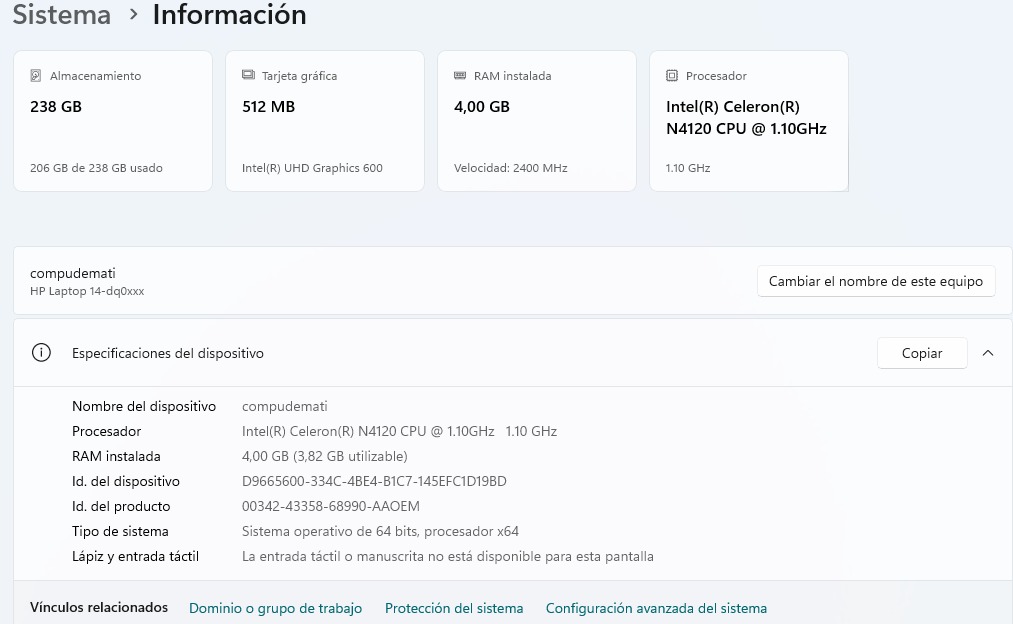 Sistema > Información
Almacenamiento
238 GB
206 GB de 238 GB usado
Tarjeta gráfica
512 MB
Intel(R) UHD Graphics 600
RAM instalada
4,00 GB
Velocidad: 2400 MHz
Procesador
Intel(R) Celeron(R)
N4120 CPU @ 1.10GHz
1.10 GHz
compudemati
HP Laptop 14-dq0xxx
Cambiar el nombre de este equipo
Especificaciones del dispositivo
Copiar
Nombre del dispositivo compudemati
Procesador Intel(R) Celeron(R) N4120 CPU @ 1.10GHz 1.10 GHz
RAM instalada 4,00 GB (3,82 GB utilizable)
Id. del dispositivo D9665600-334C-4BE4-B1C7-145EFC1D19BD
Id. del producto 00342-43358-68990-AAOEM
Tipo de sistema Sistema operativo de 64 bits, procesador x64
Lápiz y entrada táctil La entrada táctil o manuscrita no está disponible para esta pantalla
Vínculos relacionados Dominio o grupo de trabajo Protección del sistema Configuración avanzada del sistema